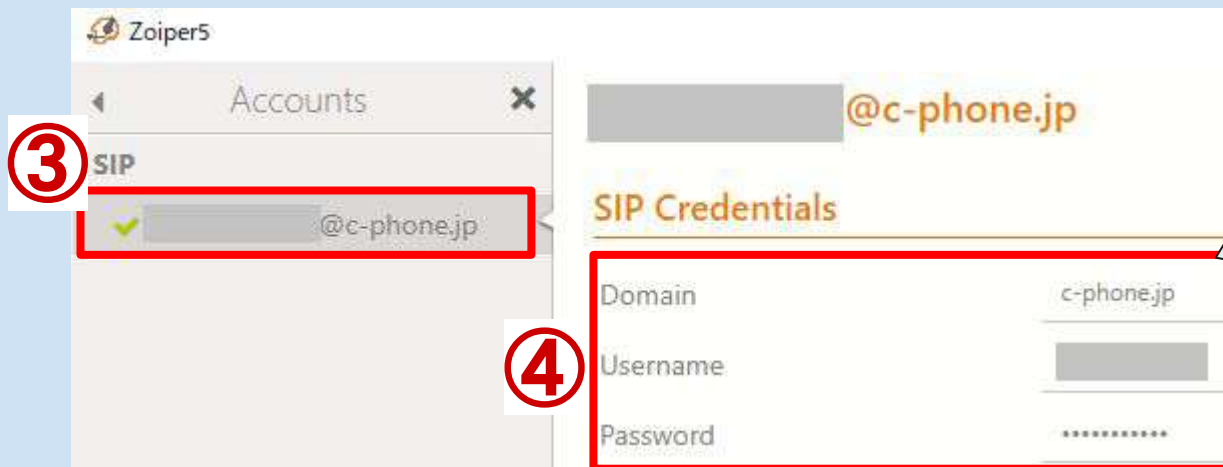 Zoiper5
Accounts
③
SIP
@c-phone.jp
@c-phone.jp
SIP Credentials
④
Domain
c-phone.jp
Username
Password
•••••••••••